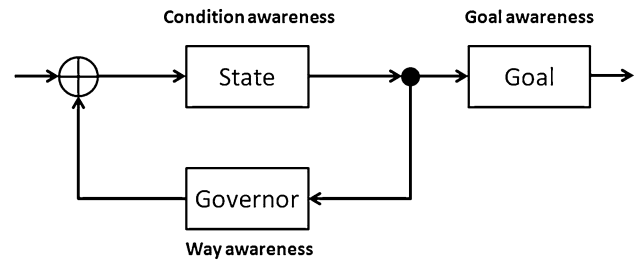 Condition awareness
Goal awareness
State
Goal
Governor
Way awareness